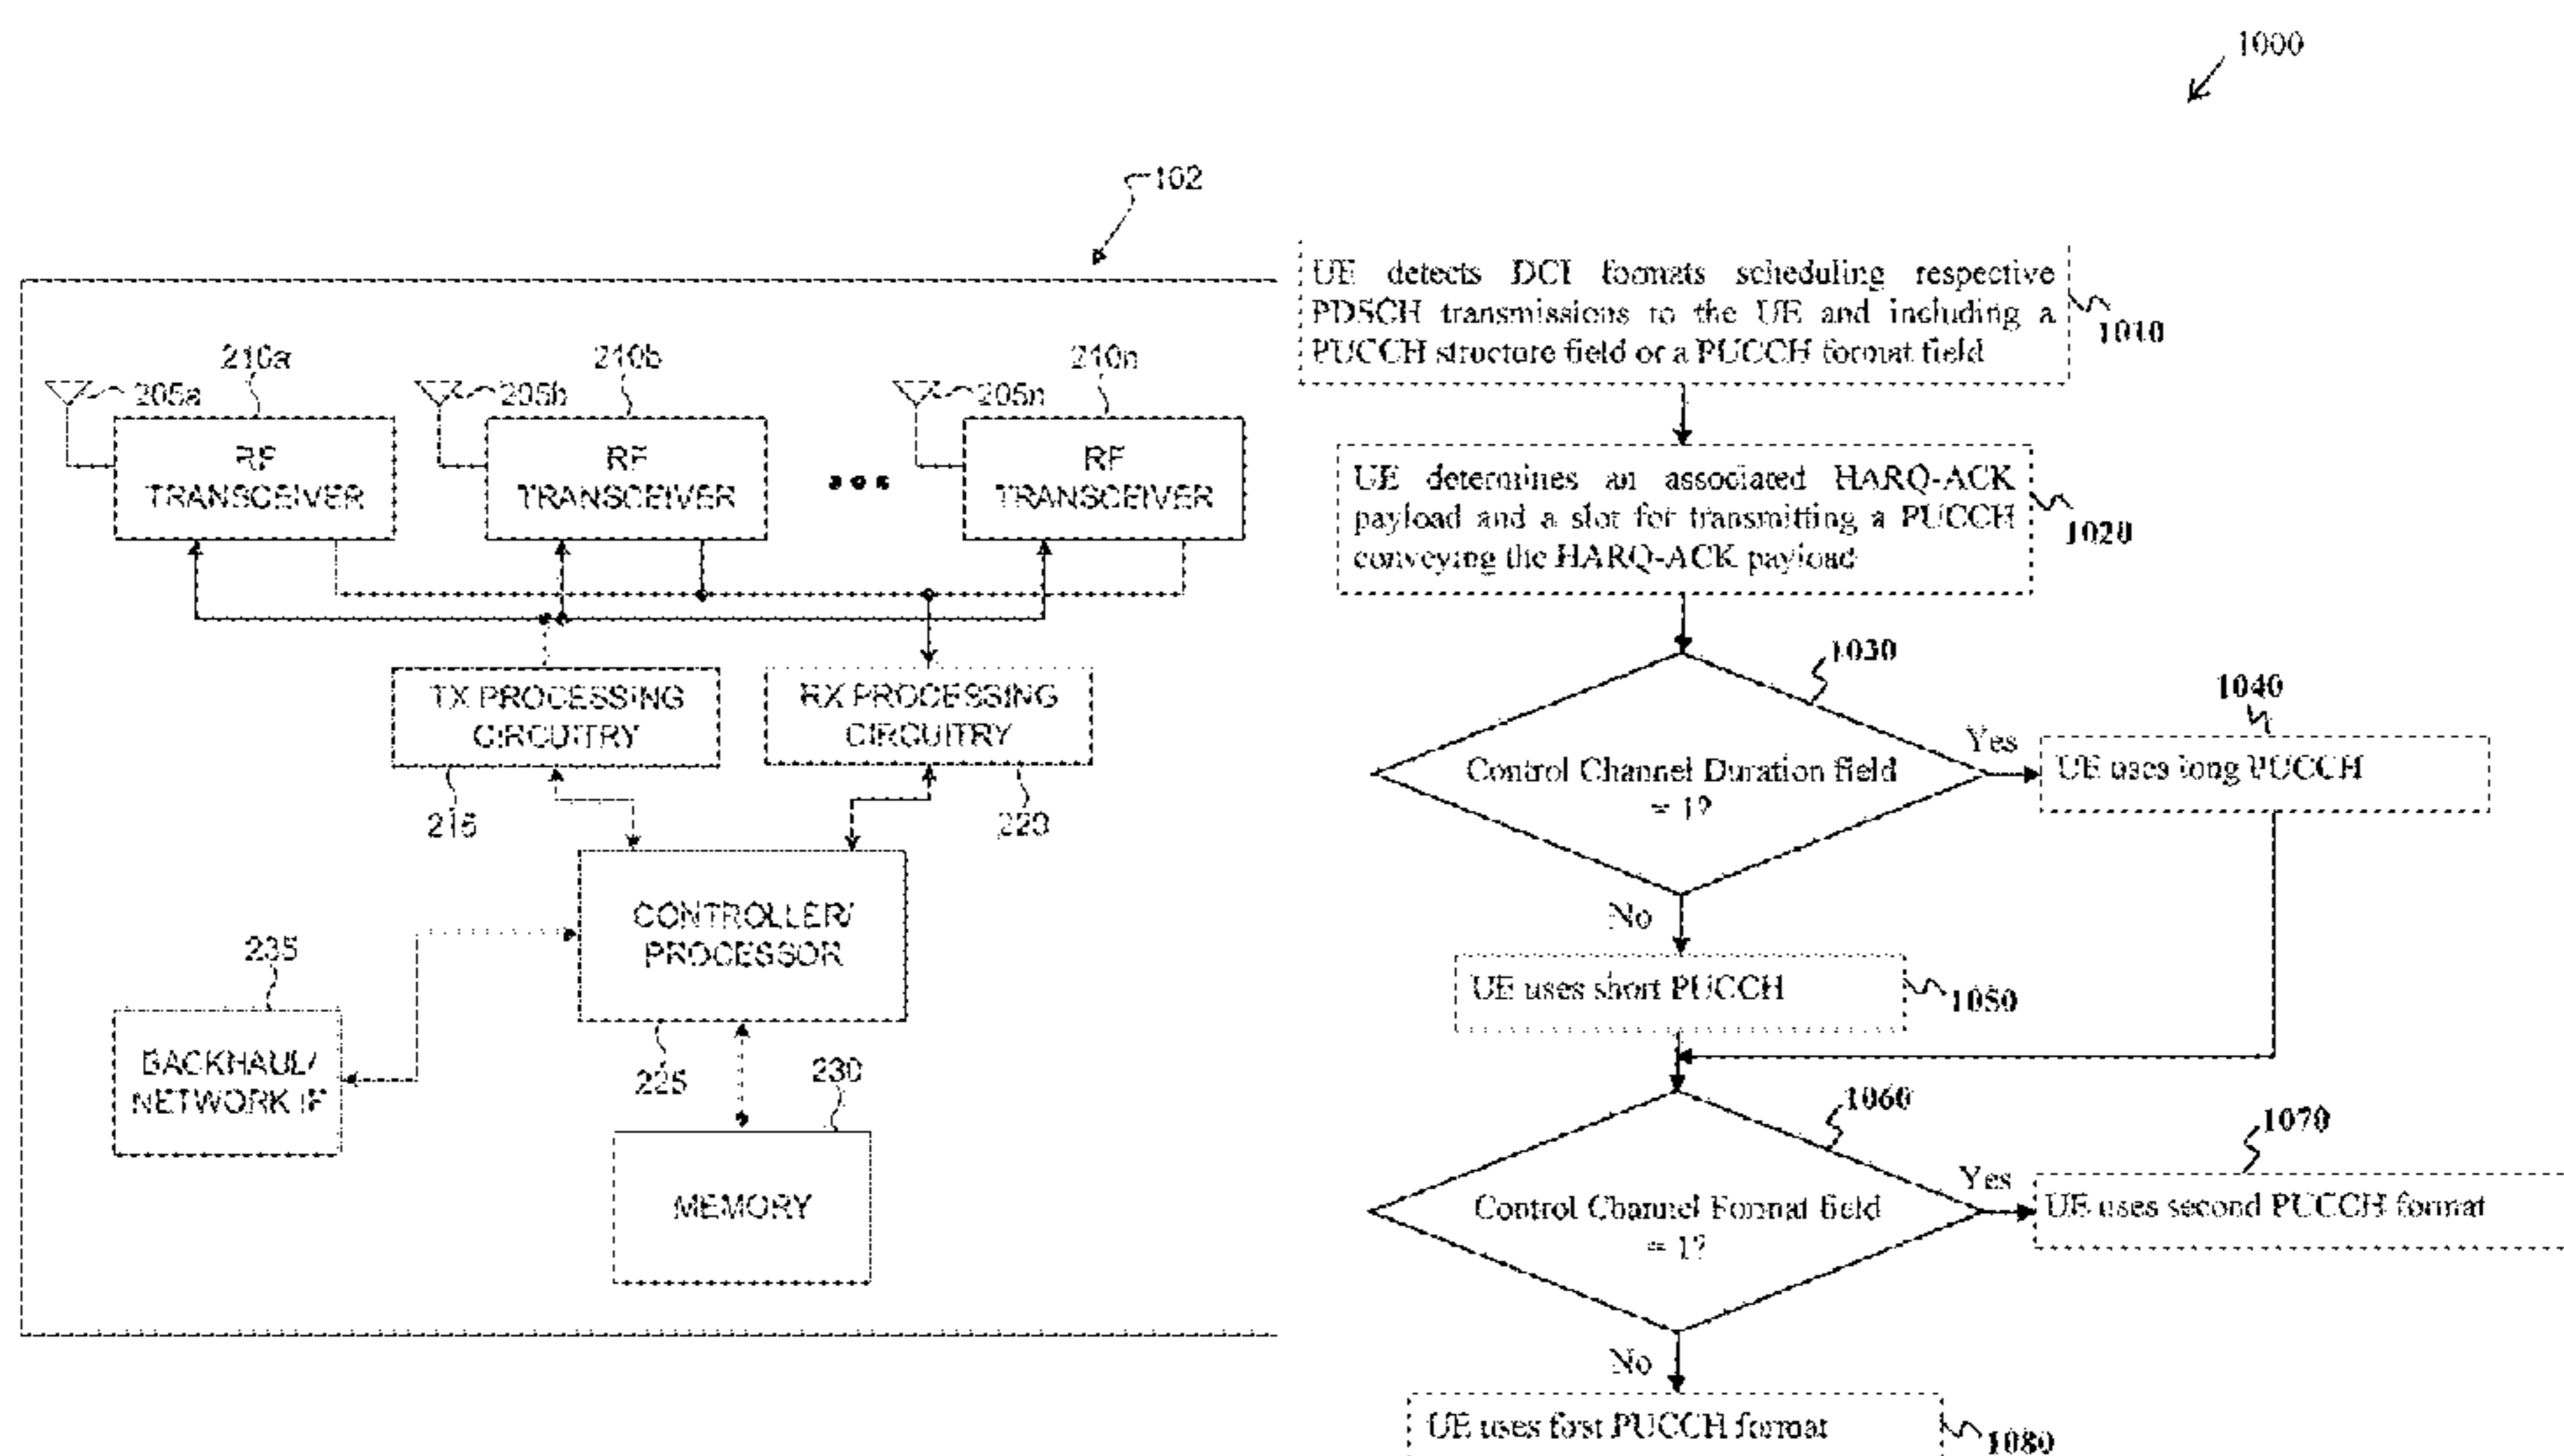 1000
102
210a
210b
210n
205a
205b
205n
RF
TRANSCEIVER
RF
TRANSCEIVER
RF
TRANSCEIVER
TX PROCESSING
CIRCUITRY
RX PROCESSING
CIRCUITRY
215
220
CONTROLLER/
PROCESSOR
235
225
230
BACKHAUL/
NETWORK IF
MEMORY
UE detects DCI formats scheduling respective
PDSCH transmissions to the UE and including a
PUCCH structure field or a PUCCH format field
1010
UE determines an associated HARQ-ACK
payload and a slot for transmitting a PUCCH
conveying the HARQ-ACK payload
1020
1030
Control Channel Duration field
= 1?
Yes
1040
UE uses long PUCCH
No
UE uses short PUCCH
1050
1060
Control Channel Format field
= 1?
Yes
1070
UE uses second PUCCH format
No
UE uses first PUCCH format
1080